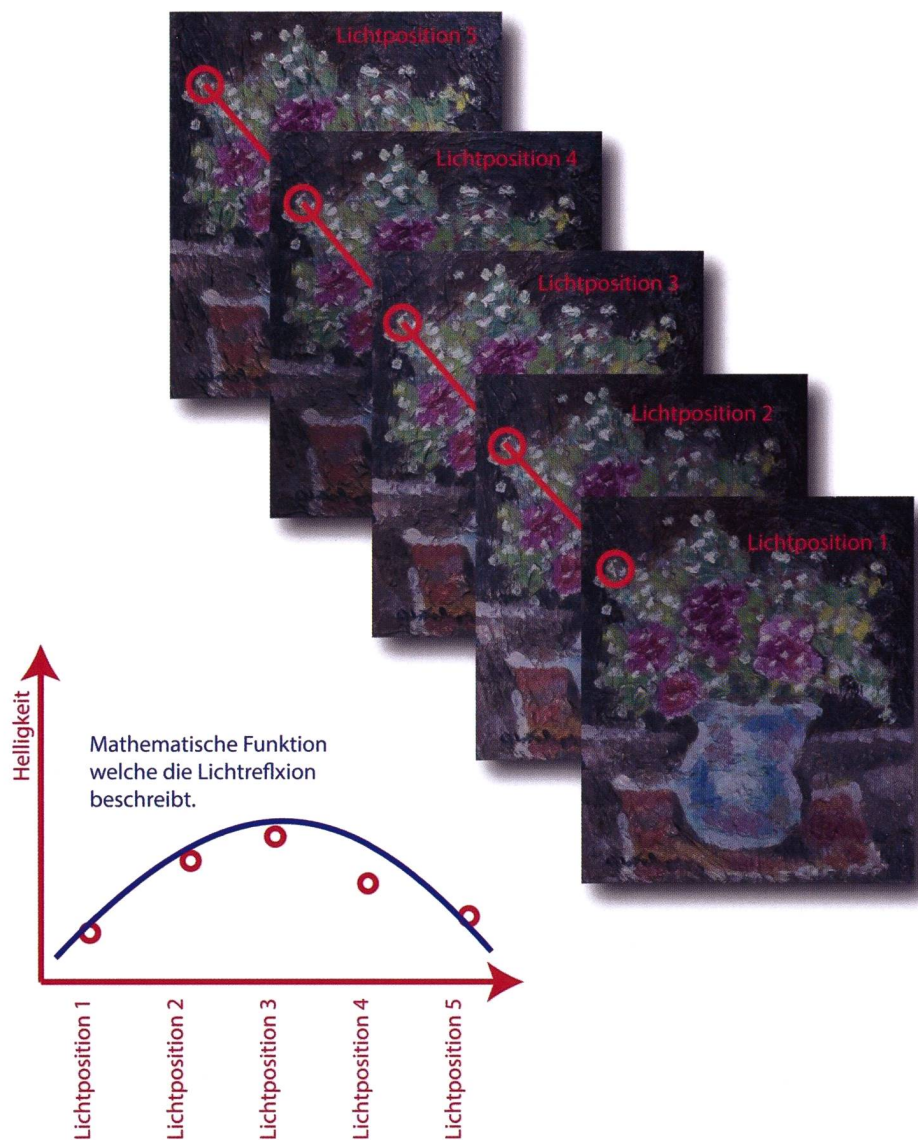 Lichtposition 5
Lichtposition 4
Lichtposition 3
Lichtposition 2
Lichtposition 1
Helligkeit
Mathematische Funktion
welche die Lichtreflxion
beschreibt.
Lichtposition 1
Lichtposition 2
Lichtposition 3
Lichtposition 4
Lichtposition 5